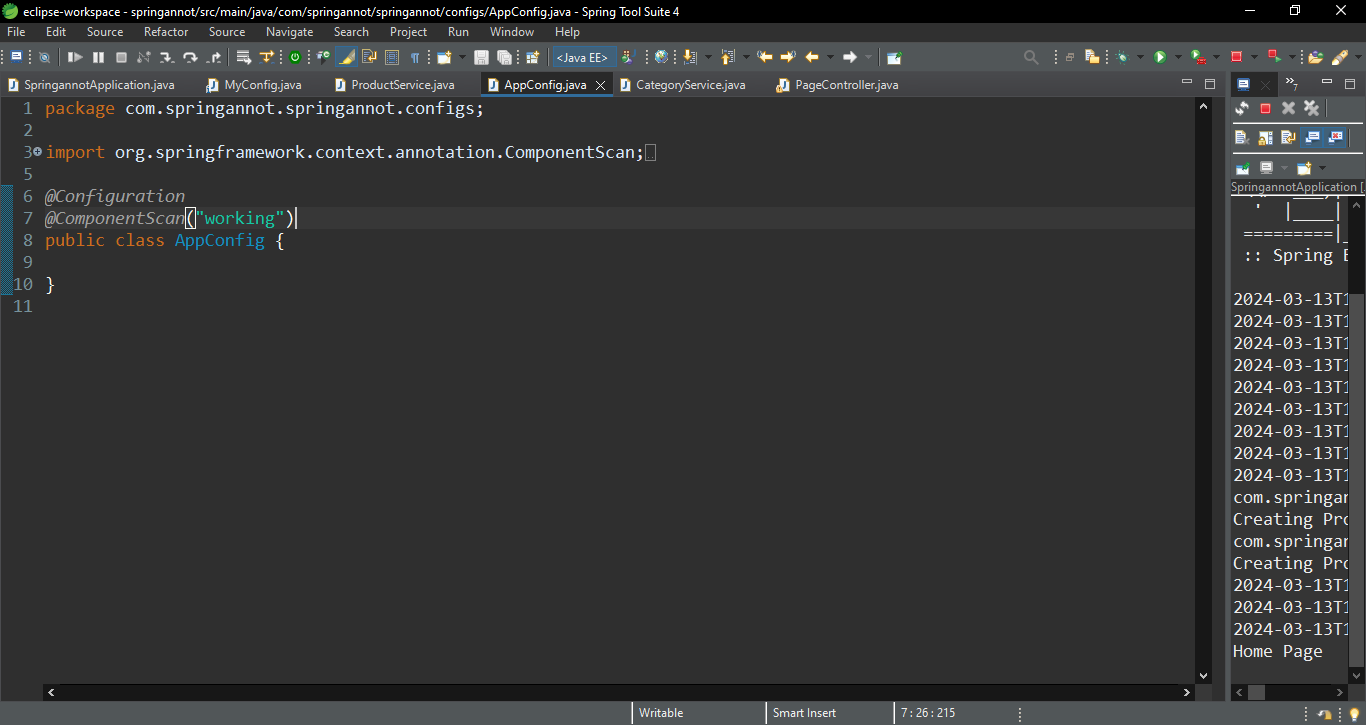 eclipse-workspace - springannot/src/main/java/com/springannot/springannot/configs/AppConfig.java - Spring Tool Suite 4
File Edit Source Refactor Source Navigate Search Project Run Window Help
<Java EE>
SpringannotApplication.java MyConfig.java ProductService.java AppConfig.java CategoryService.java PageController.java
7
1 package com.springannot.springannot.configs;
2
3 import org.springframework.context.annotation.ComponentScan;
5
6 @Configuration
7 @ComponentScan("working")
8 public class AppConfig {
9
10 }
11
SpringannotApplication [
=========|_
:: Spring
2024-03-13T1
2024-03-13T1
2024-03-13T1
2024-03-13T1
2024-03-13T1
2024-03-13T1
2024-03-13T1
2024-03-13T1
2024-03-13T1
com.springan
Creating Pro
com.springan
Creating Pro
2024-03-13T1
2024-03-13T1
2024-03-13T1
Home Page
Writable Smart Insert 7 : 26 : 215